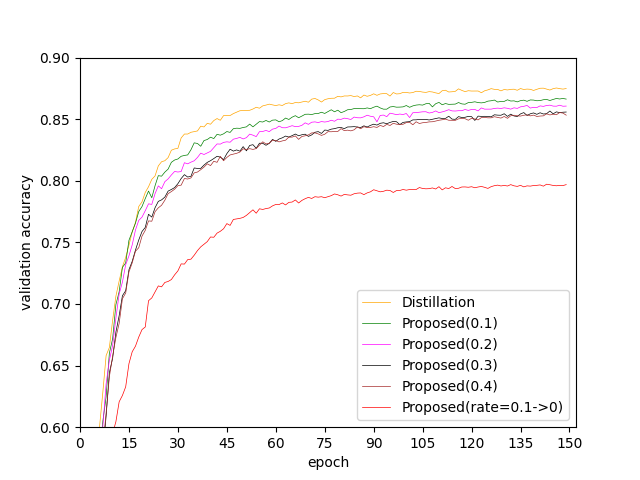 0.90
0.85
0.80
0.75
0.70
0.65
0.60
validation accuracy
0 15 30 45 60 75 90 105 120 135 150
epoch
Distillation
Proposed(0.1)
Proposed(0.2)
Proposed(0.3)
Proposed(0.4)
Proposed(rate=0.1->0)